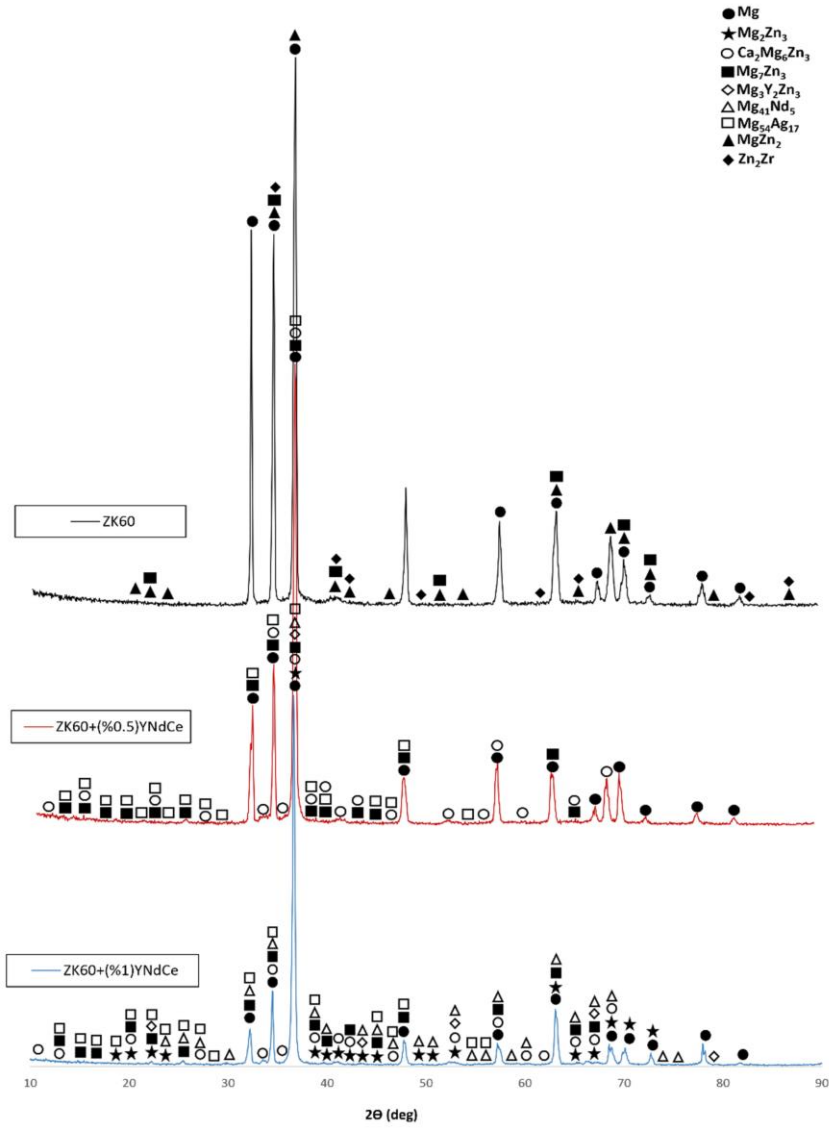 Mg
Mg₂Zn₃
Ca₂Mg₆Zn₃
Mg₇Zn₃
Mg₃Y₂Zn₃
Mg₄₁Nd₅
Mg₅₄Ag₁₇
MgZn₂
Zn₂Zr
ZK60
ZK60+(%0.5)YNdCe
ZK60+(%1)YNdCe
10 20 30 40 50 60 70 80 90
2Θ (deg)